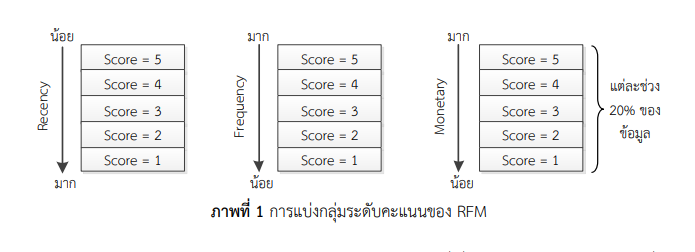 น้อย
Recency
Score = 5
Score = 4
Score = 3
Score = 2
Score = 1
มาก
มาก
Frequency
Score = 5
Score = 4
Score = 3
Score = 2
Score = 1
น้อย
มาก
Monetary
Score = 5
Score = 4
Score = 3
Score = 2
Score = 1
น้อย
แต่ละช่วง
20% ของ
ข้อมูล
ภาพที่ 1 การแบ่งกลุ่มระดับคะแนนของ RFM